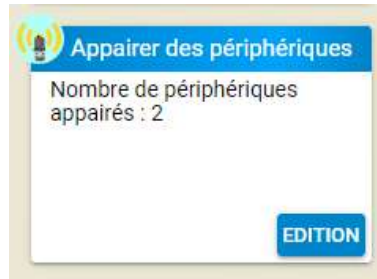 Appairer des périphériques
Nombre de périphériques
appairés : 2
EDITION